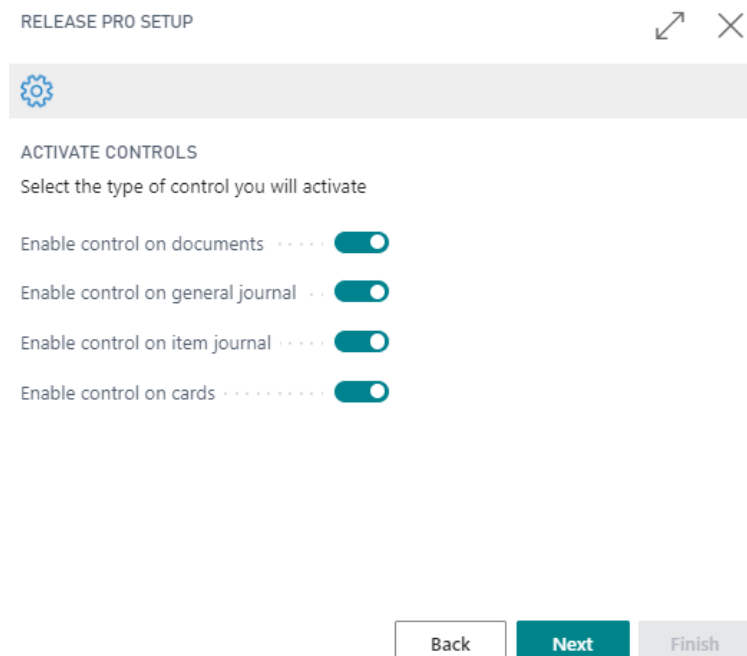 RELEASE PRO SETUP
ACTIVATE CONTROLS
Select the type of control you will activate
Enable control on documents
Enable control on general journal
Enable control on item journal
Enable control on cards
Back Next Finish